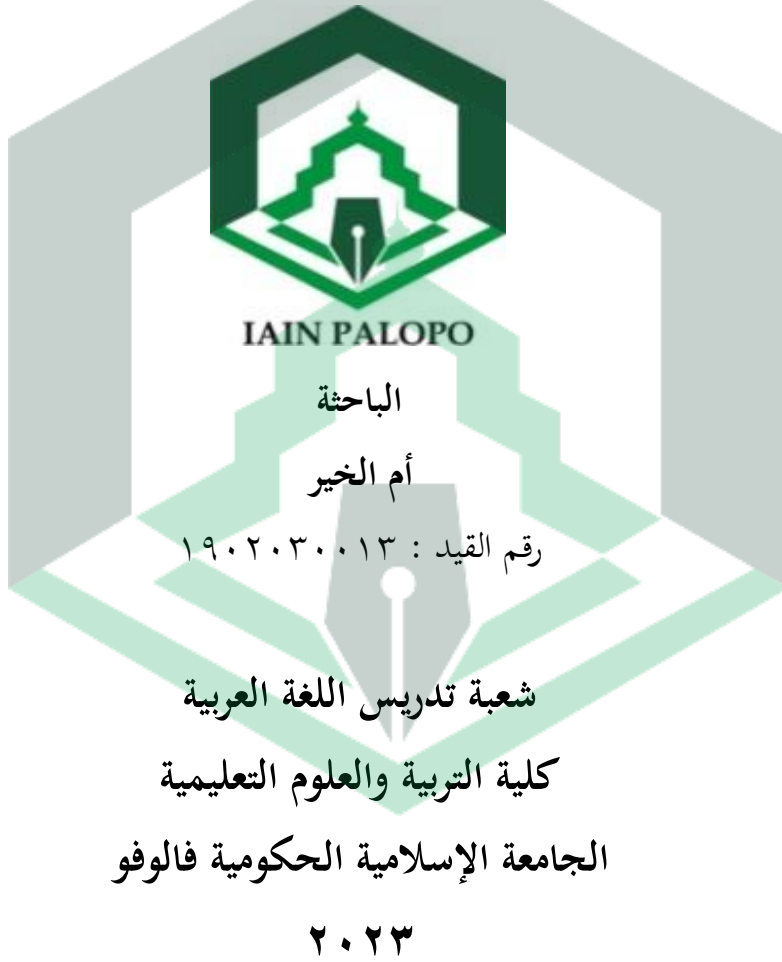 IAIN PALOPO
الباحثة
أم الخير
رقم القيد : ١٩٠٢٠٣٠٠١٣
شعبة تدريس اللغة العربية
كلية التربية والعلوم التعليمية
الجامعة الإسلامية الحكومية فالوفو
٢٠٢٣